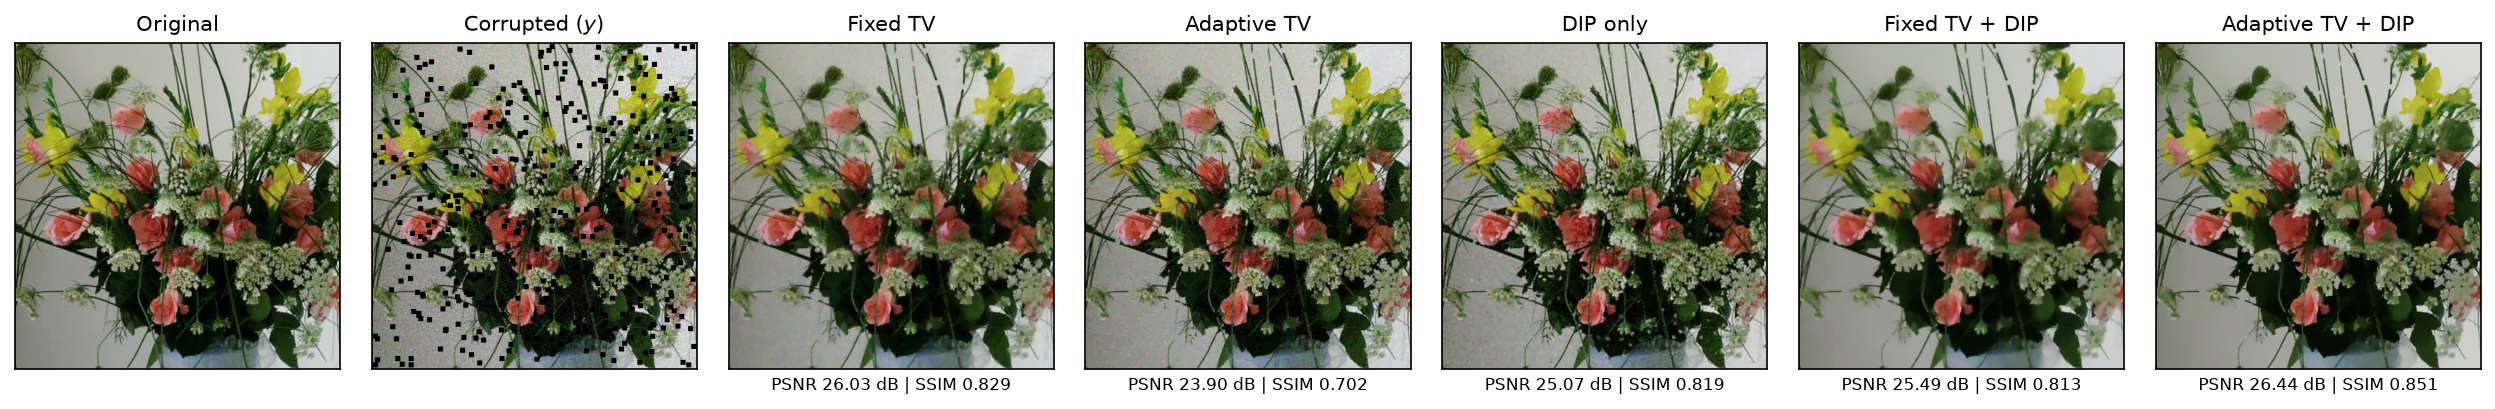 Original
Corrupted (y)
Fixed TV
Adaptive TV
DIP only
Fixed TV + DIP
Adaptive TV + DIP
PSNR 26.03 dB | SSIM 0.829
PSNR 23.90 dB | SSIM 0.702
PSNR 25.07 dB | SSIM 0.819
PSNR 25.49 dB | SSIM 0.813
PSNR 26.44 dB | SSIM 0.851